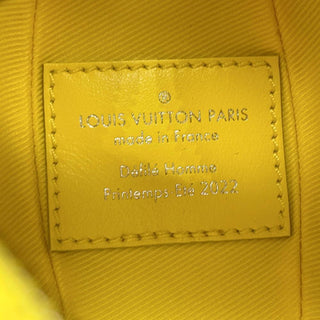 LOUIS VUITTON PARIS
made in France
Défilé Homme
Printemps-Été 2022